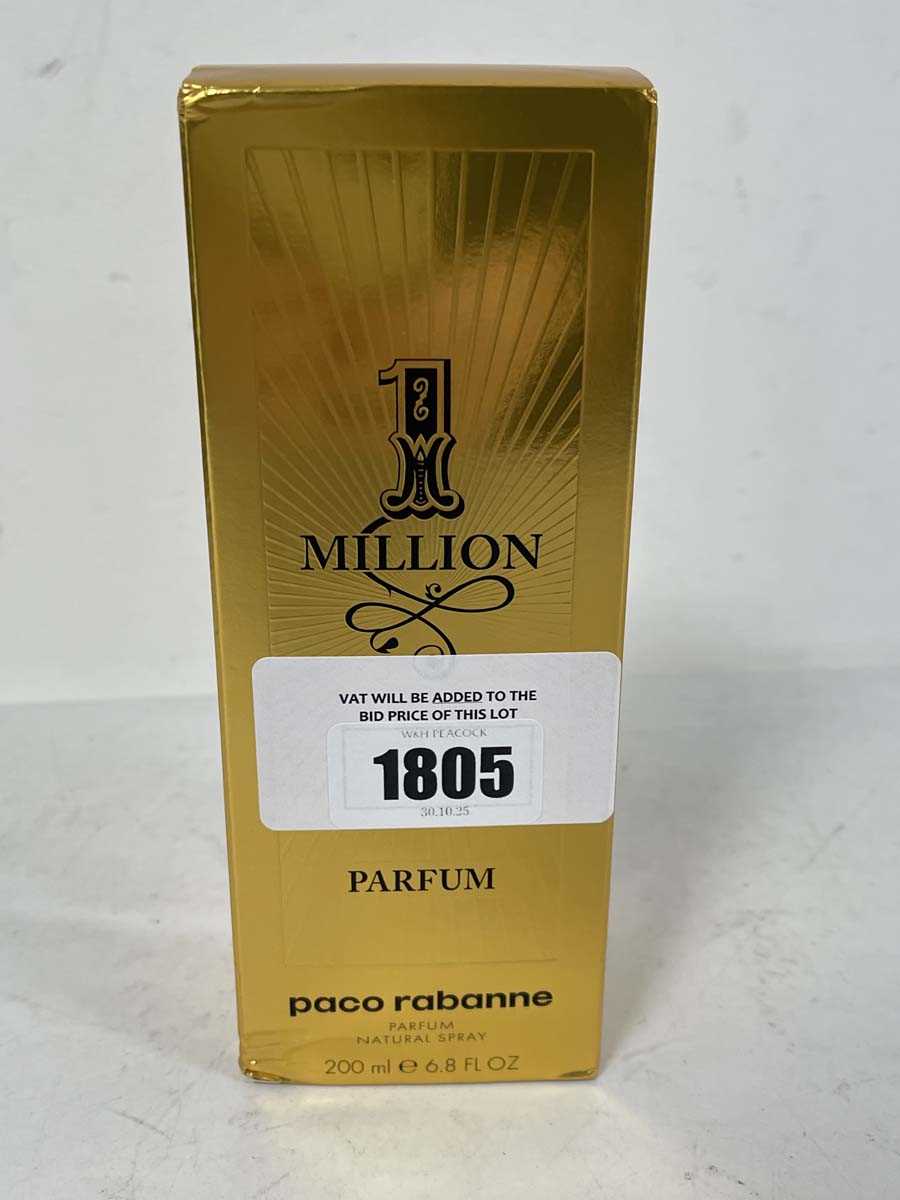 1
MILLION
VAT WILL BE ADDED TO THE
BID PRICE OF THIS LOT
W&H PEACOCK
1805
30.10.25
PARFUM
paco rabanne
PARFUM
NATURAL SPRAY
200 ml ℮ 6.8 FL OZ